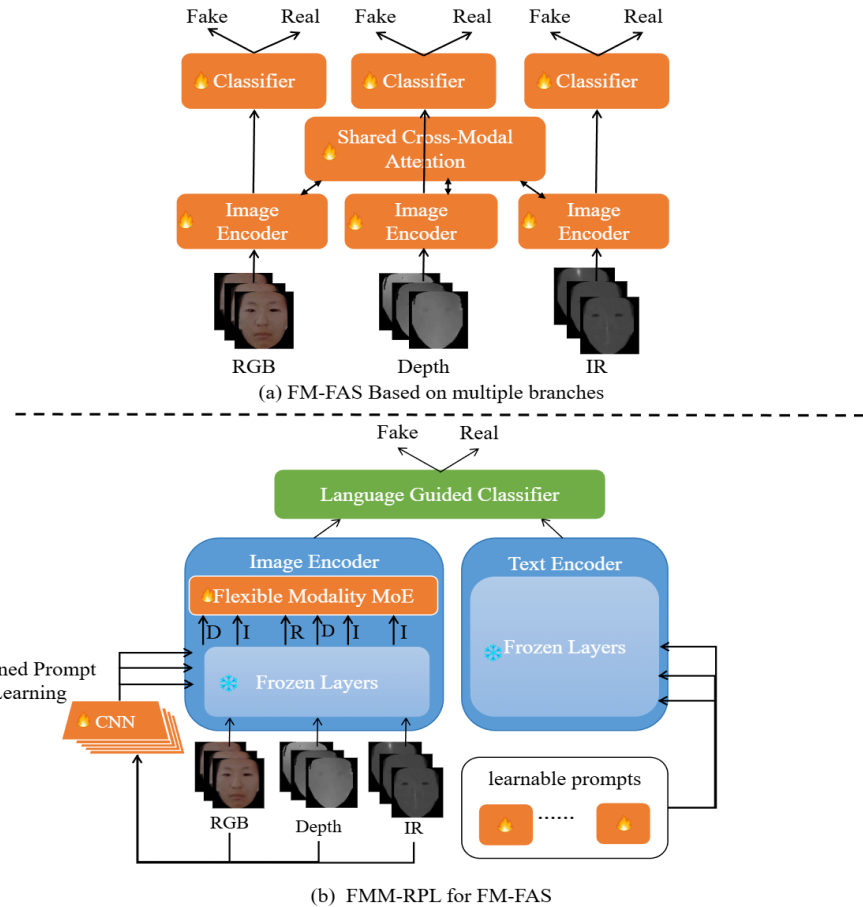 Fake Real Fake Real Fake Real
Classifier Classifier Classifier
Shared Cross-Modal
Attention
Image Image Image
Encoder Encoder Encoder
RGB Depth IR
(a) FM-FAS Based on multiple branches
Fake Real
Language Guided Classifier
Image Encoder Text Encoder
Flexible Modality MoE
D I R D I I
Frozen Layers
Frozen Layers
ned Prompt
Learning
CNN
RGB Depth IR
learnable prompts
......
(b) FMM-RPL for FM-FAS